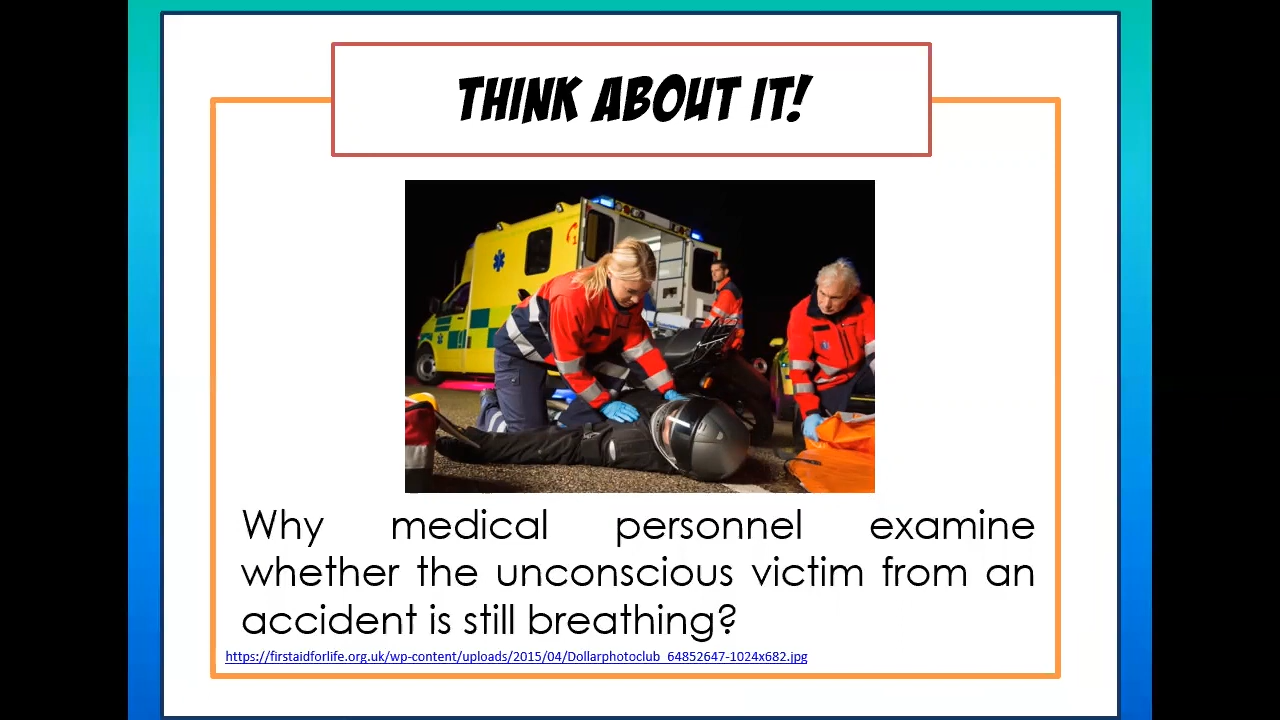 THINK ABOUT IT!
Why medical personnel examine
whether the unconscious victim from an
accident is still breathing?
https://firstaidforlife.org.uk/wp-content/uploads/2015/04/Dollarphotoclub_64852647-1024x682.jpg